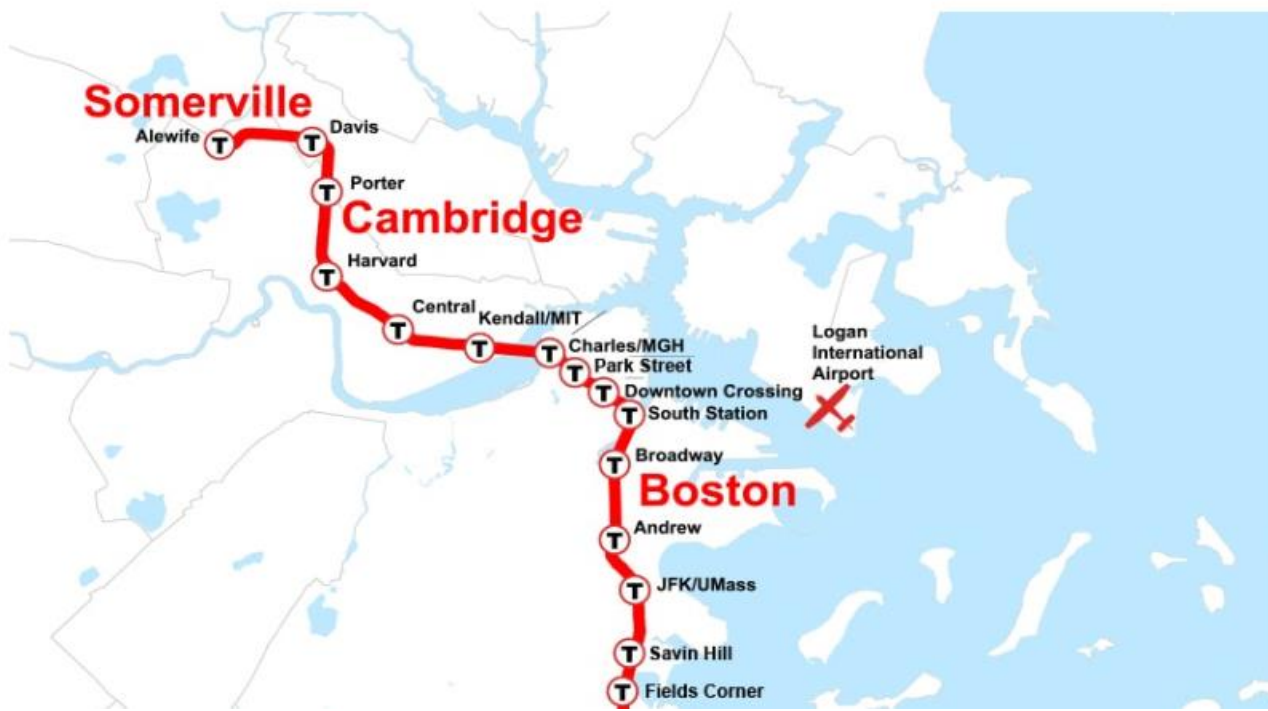 Somerville
Alewife
T
Davis
T
Porter
T
Cambridge
Harvard
T
Central
T
Kendall/MIT
T
Charles/MGH
T
Park Street
T
Downtown Crossing
T
South Station
T
Logan
International
Airport
Broadway
T
Boston
Andrew
T
JFK/UMass
T
Savin Hill
T
Fields Corner
T